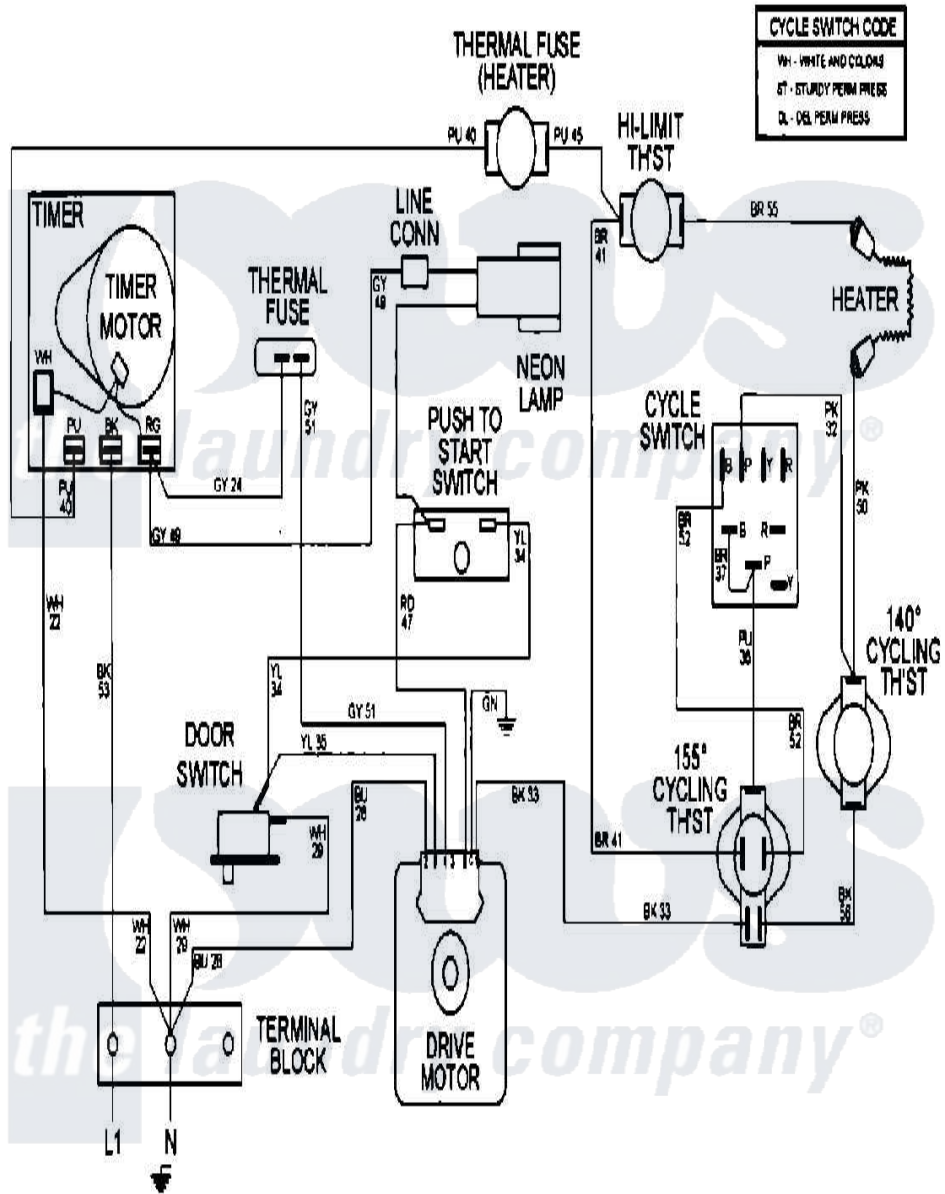 CYCLE SWITCH CODE
WH - WHITE AND COLORS
ST - STURDY PERM PRESS
DL - DEL PERM PRESS
THERMAL FUSE
(HEATER)
PU 40
PU 45
HI-LIMIT
TH'ST
BR 55
BR
41
HEATER
TIMER
TIMER
MOTOR
WH
PU
BK
RG
LINE
CONN
GY
49
THERMAL
FUSE
GY
51
NEON
LAMP
PUSH TO
START
SWITCH
CYCLE
SWITCH
PK
PK
50
B
P
Y
R
B
R
P
Y
BR
52
BR
37
PU
40
GY 24
GY 49
YL
34
WH
22
RD
47
PU
36
140°
CYCLING
TH'ST
BK
53
YL
34
GN
GY 51
BR
52
DOOR
SWITCH
YL 35
155°
CYCLING
TH'ST
BU
28
BK 33
WH
29
BR 41
BK 33
BK
WH
22
WH
29
BU 28
TERMINAL
BLOCK
DRIVE
MOTOR
L1
N
the laundry company®
the laundry company®